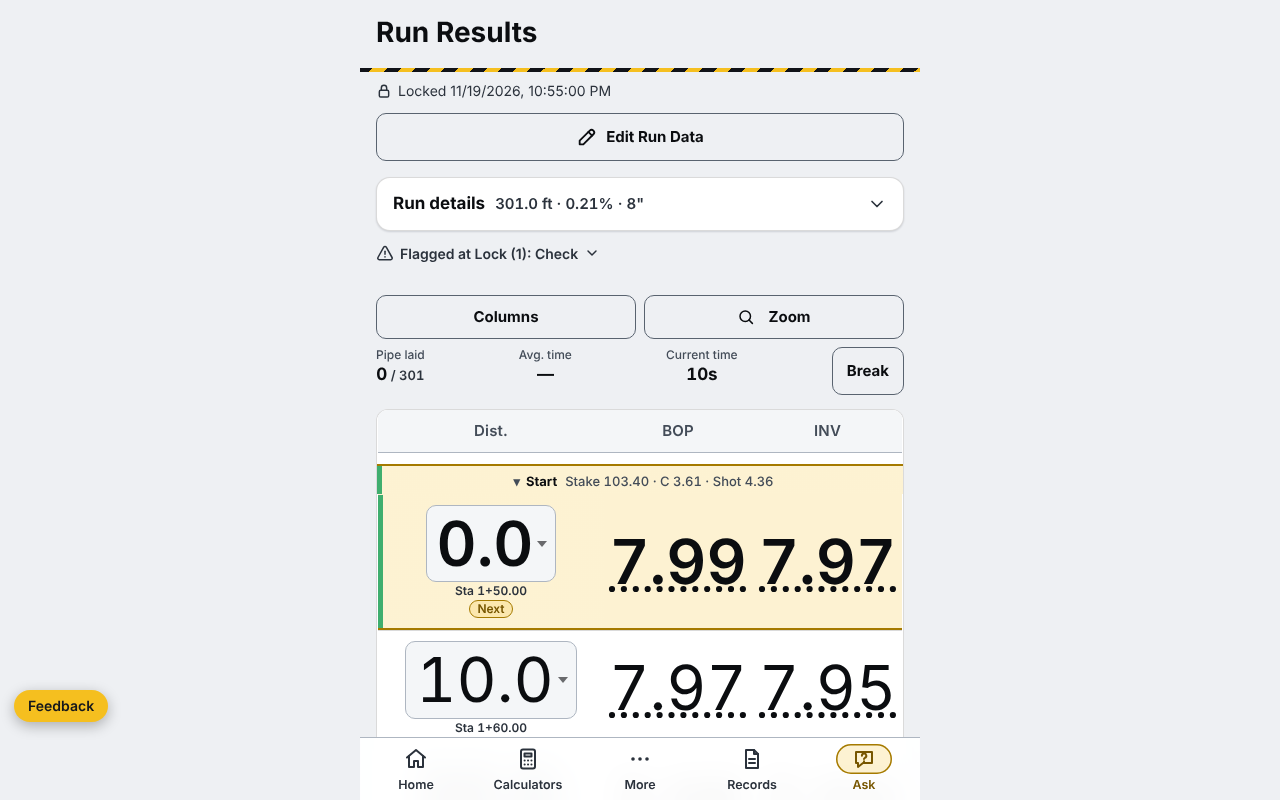 Run Results
Locked 11/19/2026, 10:55:00 PM
Edit Run Data
Run details 301.0 ft · 0.21% · 8"
Flagged at Lock (1): Check
Columns
Zoom
Pipe laid
0 / 301
Avg. time
—
Current time
10s
Break
Dist. BOP INV
▼ Start Stake 103.40 · C 3.61 · Shot 4.36
0.0 7.99 7.97
Sta 1+50.00
Next
10.0 7.97 7.95
Sta 1+60.00
Feedback
Home Calculators More Records Ask